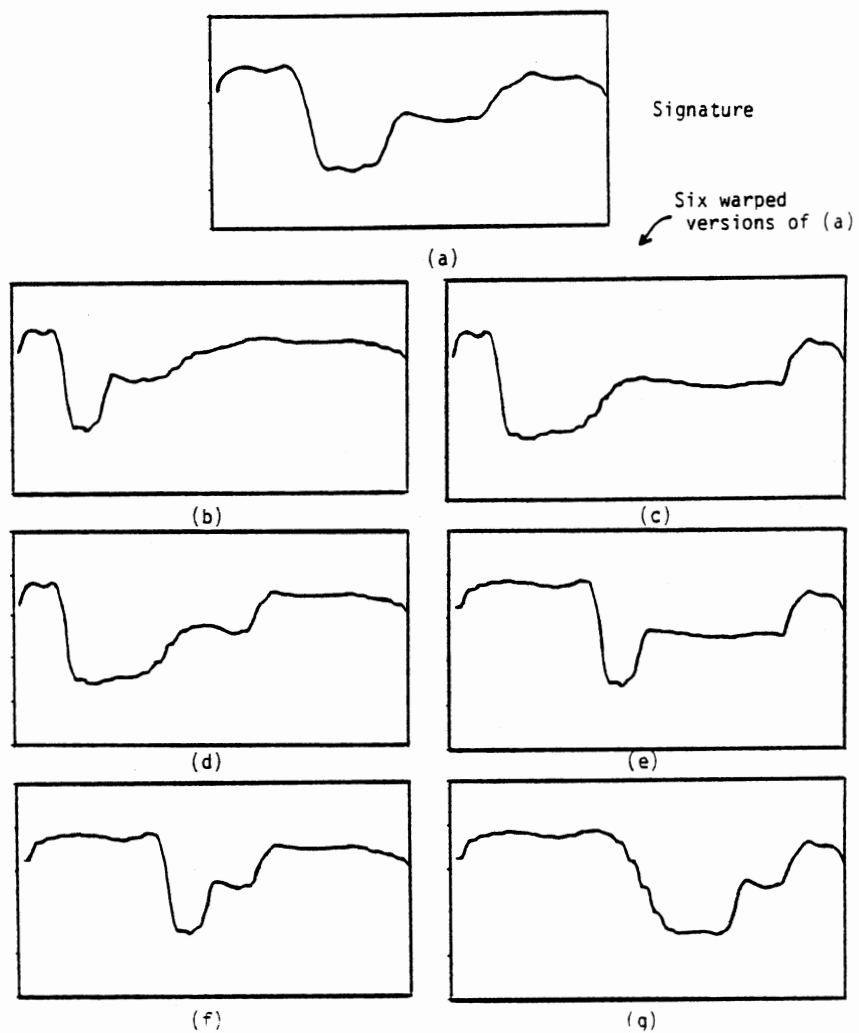 Signature
Six warped
versions of (a)
(a)
(b)
(c)
(d)
(e)
(f)
(g)